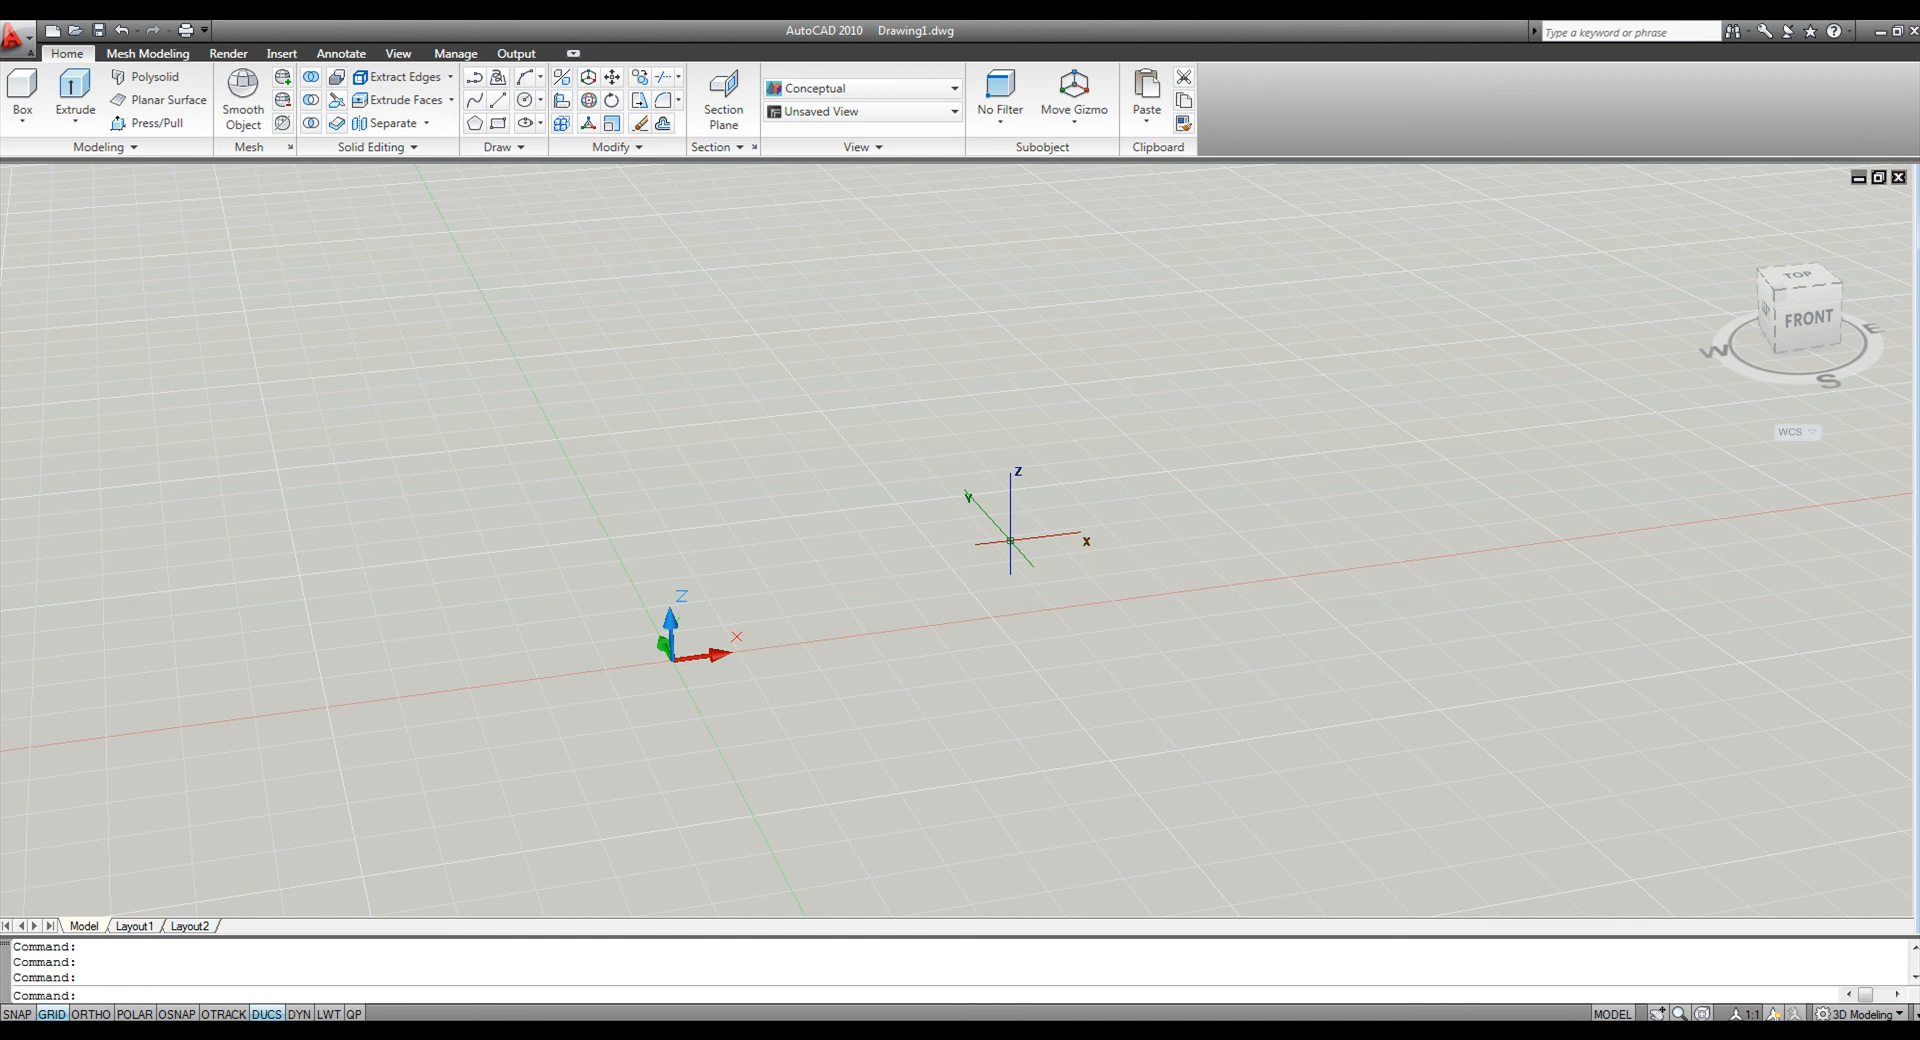 AutoCAD 2010 Drawing1.dwg
Type a keyword or phrase
Home Mesh Modeling Render Insert Annotate View Manage Output
Box
Extrude
Polysolid
Planar Surface
Press/Pull
Modeling
Smooth
Object
Mesh
Extract Edges
Extrude Faces
Separate
Solid Editing
Draw
Modify
Section
Plane
Section
Conceptual
Unsaved View
View
No Filter
Move Gizmo
Subobject
Paste
Clipboard
TOP
FRONT
W
E
S
WCS
Z
Y
X
Z
X
Model Layout1 Layout2
Command:
Command:
Command:
Command:
SNAP GRID ORTHO POLAR OSNAP OTRACK DUCS DYN LWT QP
MODEL 1:1 3D Modeling